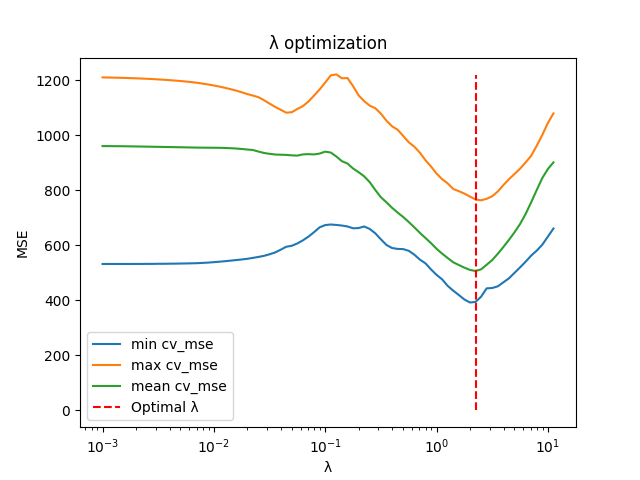 λ optimization
MSE
1200
1000
800
600
400
200
0
min cv_mse
max cv_mse
mean cv_mse
Optimal λ
10⁻³
10⁻²
10⁻¹
10⁰
10¹
λ